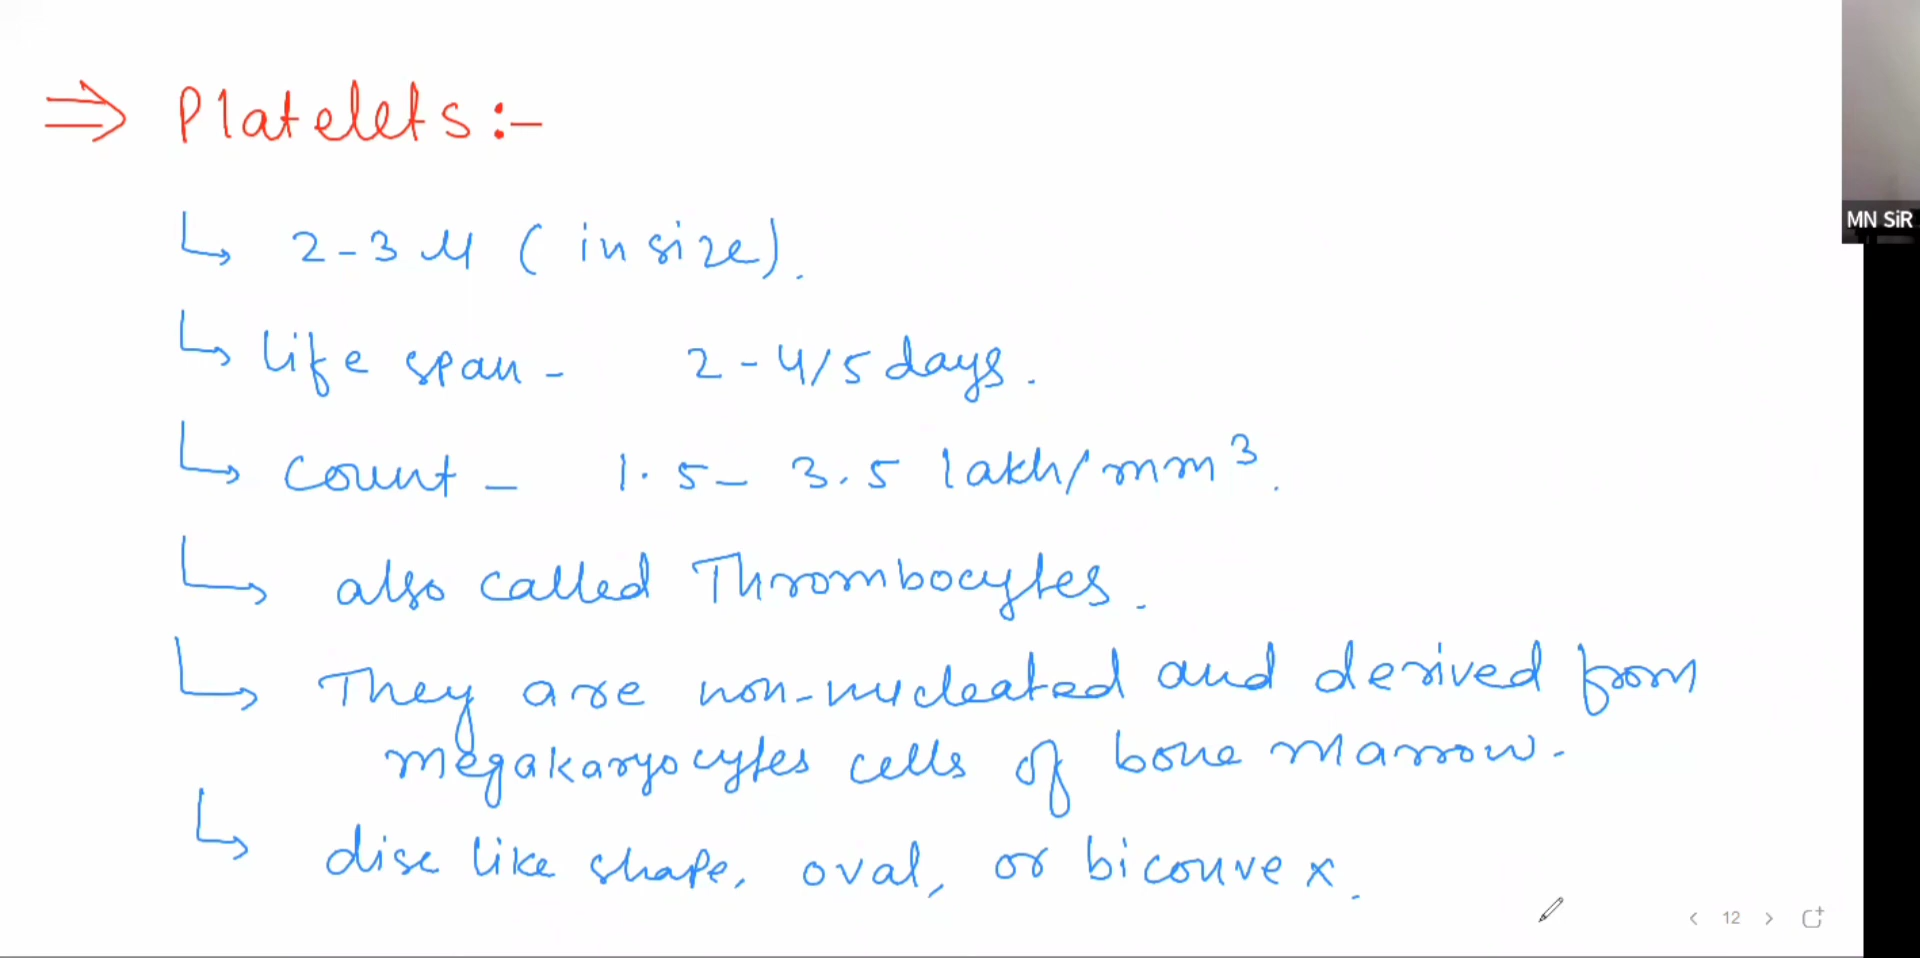 ⇒ Platelets:-
MN SiR
↳ 2-3 µ (in size).
↳ life span - 2-4/5 days.
↳ count - 1.5- 3.5 lakh/mm³.
↳ also called Thrombocytes.
↳ They are non-nucleated and derived from
megakaryocytes cells of bone marrow.
↳ disc like shape, oval, or biconvex.
< 12 >